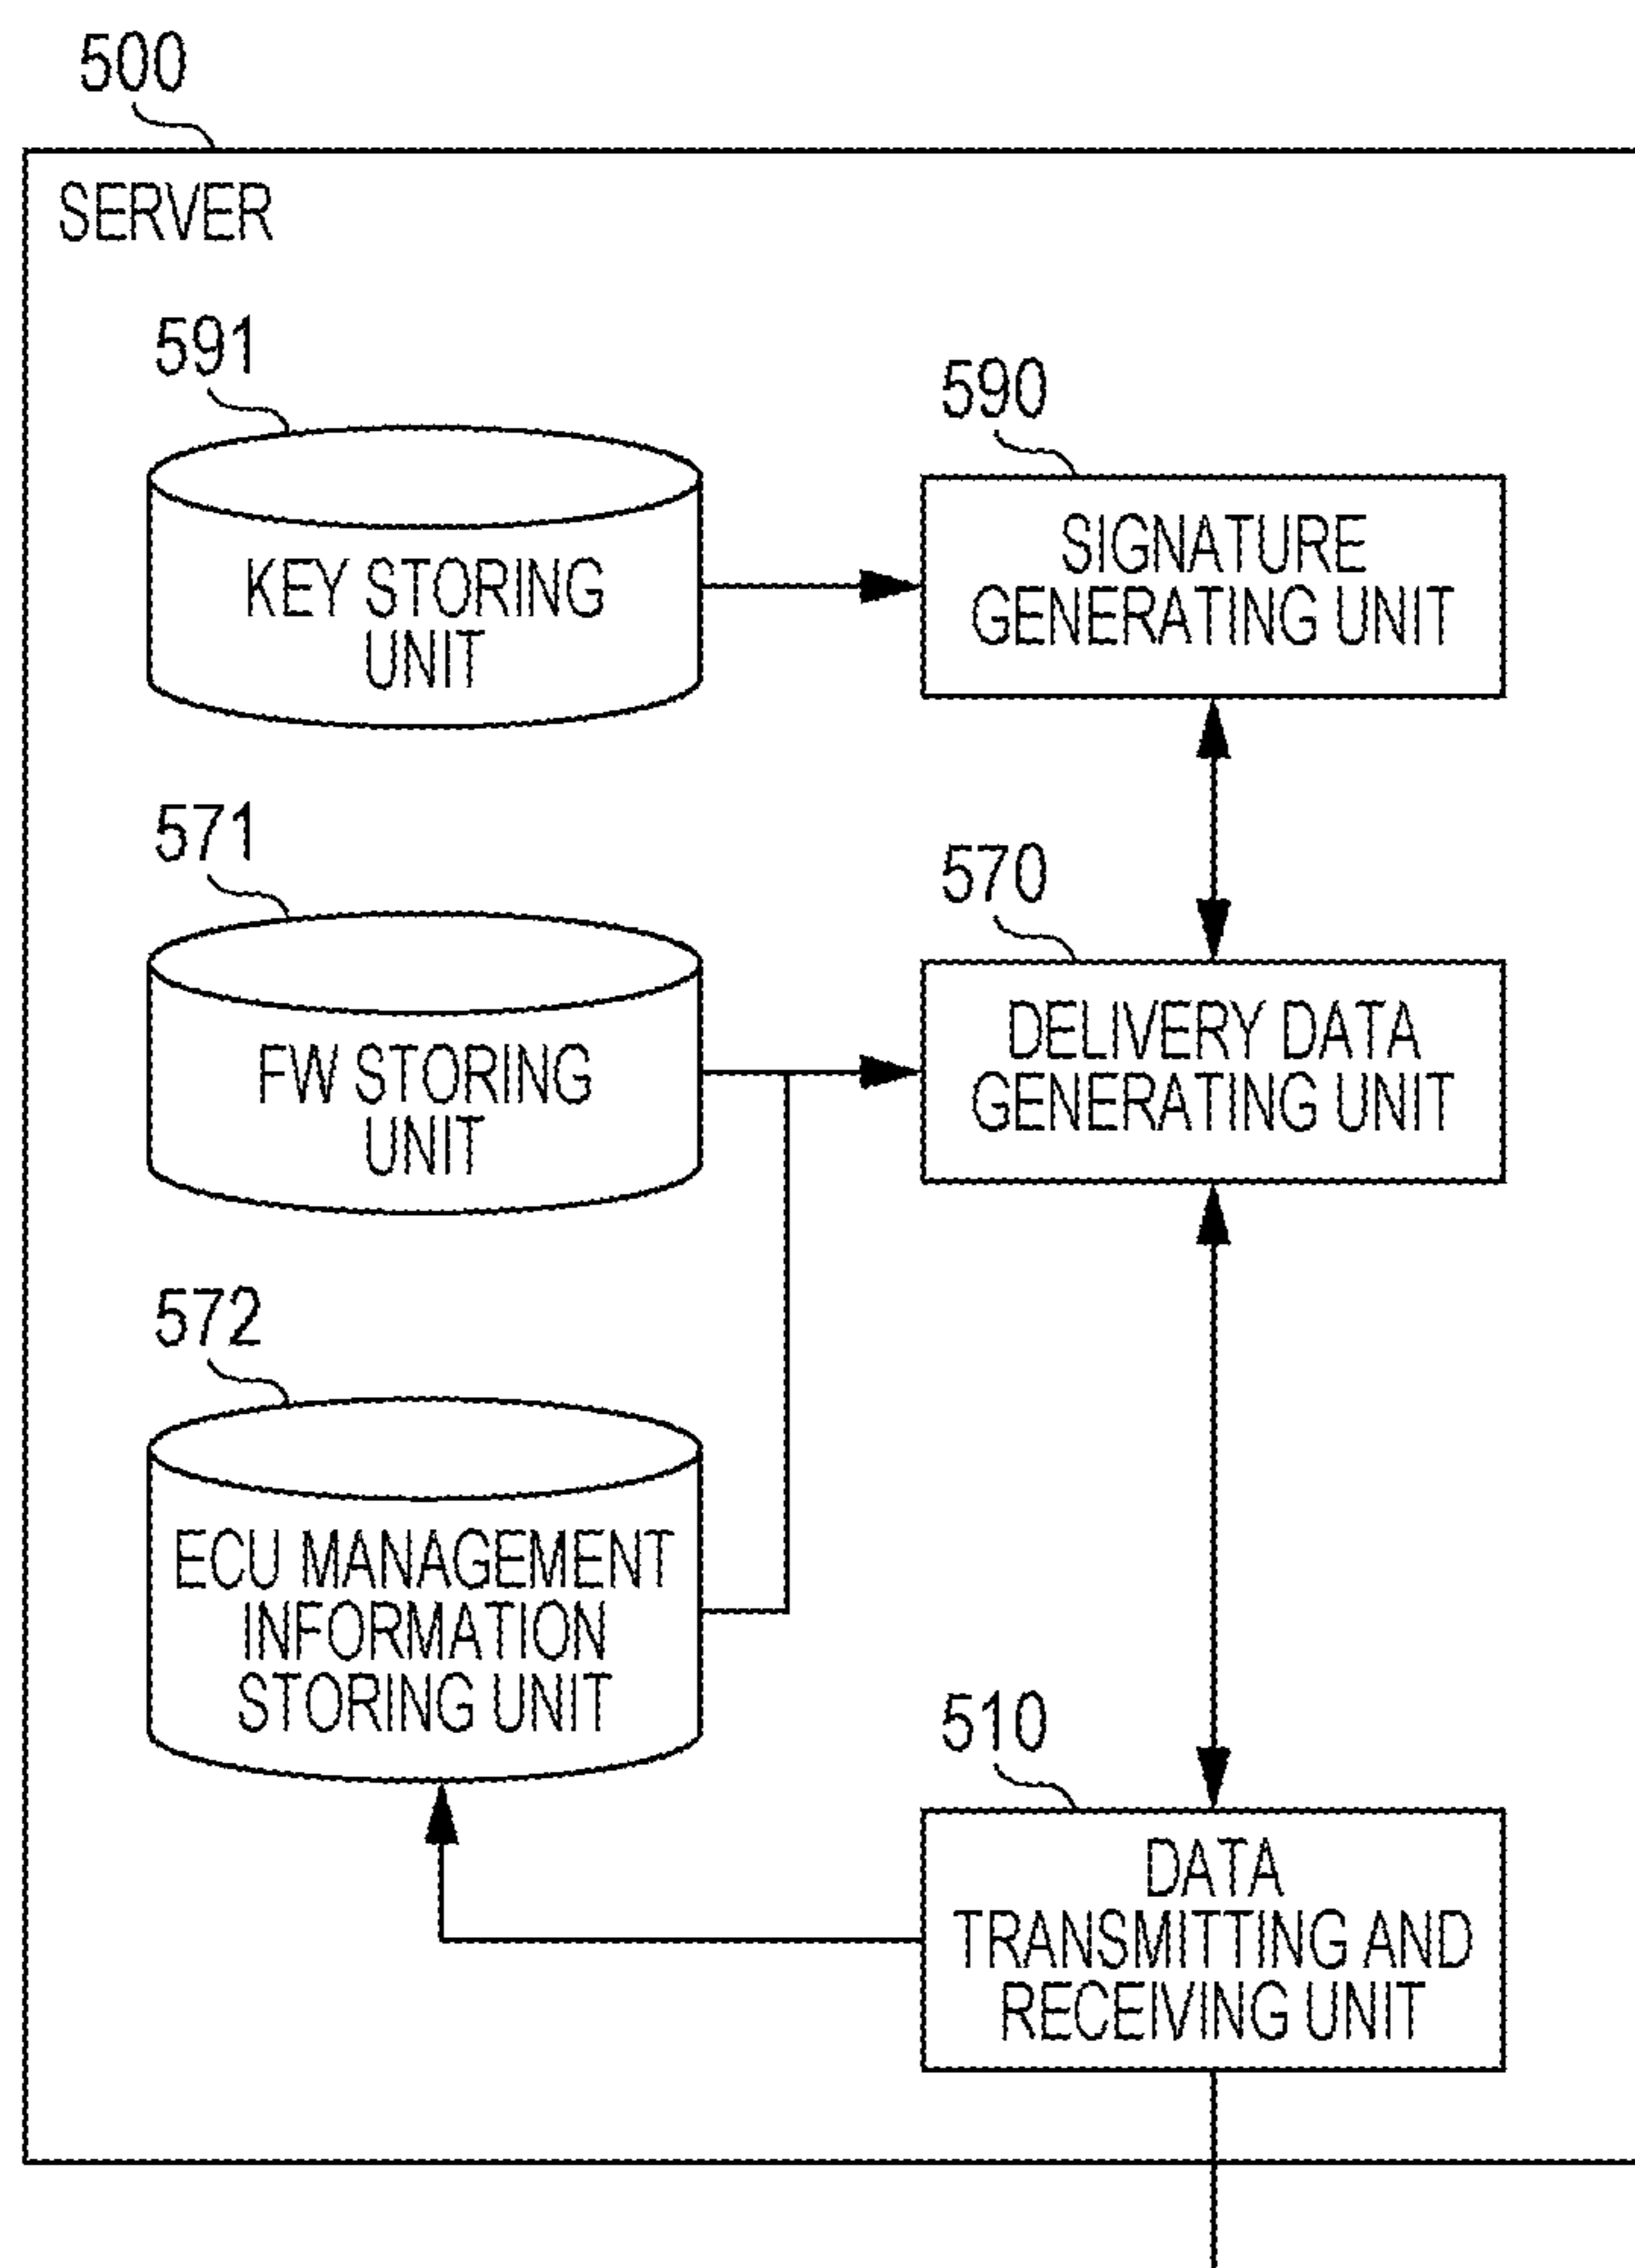 500
SERVER
591
KEY STORING
UNIT
590
SIGNATURE
GENERATING UNIT
571
FW STORING
UNIT
570
DELIVERY DATA
GENERATING UNIT
572
ECU MANAGEMENT
INFORMATION
STORING UNIT
510
DATA
TRANSMITTING AND
RECEIVING UNIT